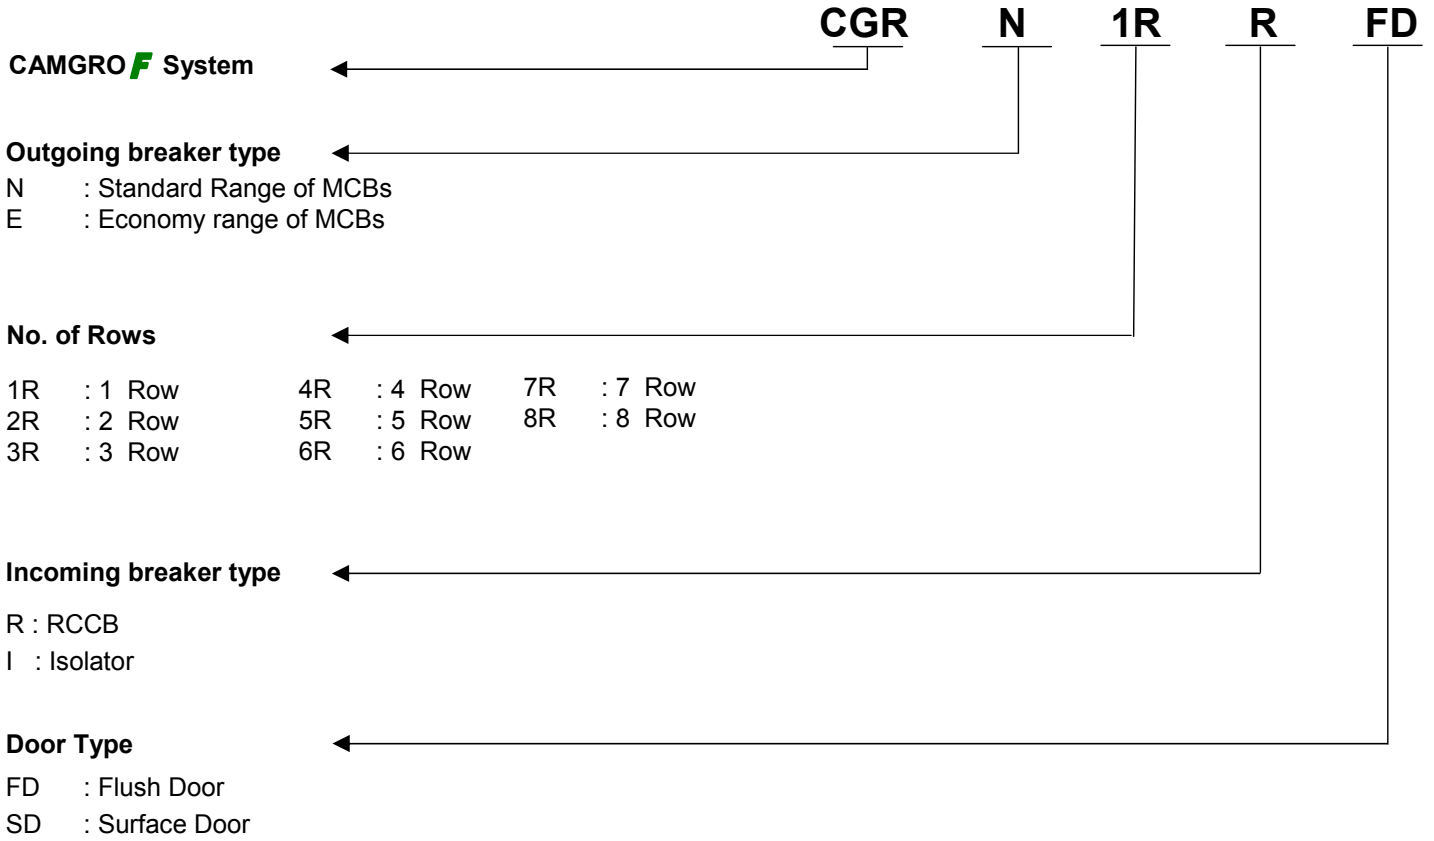 CGR N 1R R FD
CAMGROF System
Outgoing breaker type
N : Standard Range of MCBs
E : Economy range of MCBs
No. of Rows
1R : 1 Row 4R : 4 Row 7R : 7 Row
2R : 2 Row 5R : 5 Row 8R : 8 Row
3R : 3 Row 6R : 6 Row
Incoming breaker type
R : RCCB
I : Isolator
Door Type
FD : Flush Door
SD : Surface Door